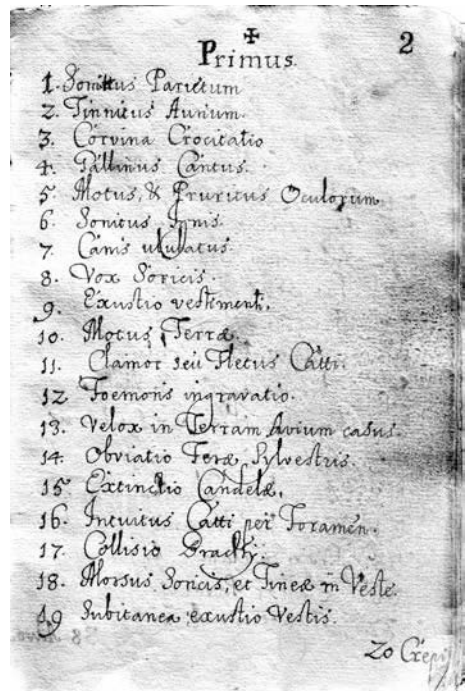 ✠
Primus. 2
1. Sonitus Parietum
2. Tinnitus Aurium.
3. Corvina Crocitatio
4. Gallinus Cantus.
5. Motus, & Pruritus Oculorum
6. Sonitus Ignis.
7. Canis ululatus.
8. Vox Soricis.
9. Exustio vestimenti.
10. Motus Terræ.
11. Clamor seu Fletus Catti.
12 Foemoris ingravatio.
13. Velox in Terram Avium casus.
14. Obviatio Feræ Sylvestris.
15 Extinctio Candelæ.
16. Intuitus Catti per Foramen.
17. Collisio Brachij.
18. Morsus Soricis, et Tineæ in Veste.
19 Subitanea exustio Vestis.
20